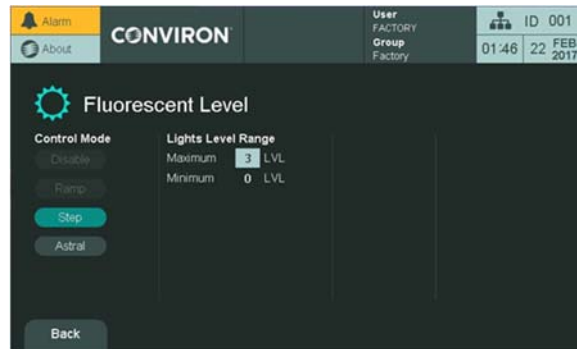 Alarm
About
CONVIRON
User
FACTORY
Group
Factory
ID 001
01:46
22 FEB 2017
Fluorescent Level
Control Mode
Disable
Ramp
Step
Astral
Lights Level Range
Maximum 3 LVL
Minimum 0 LVL
Back